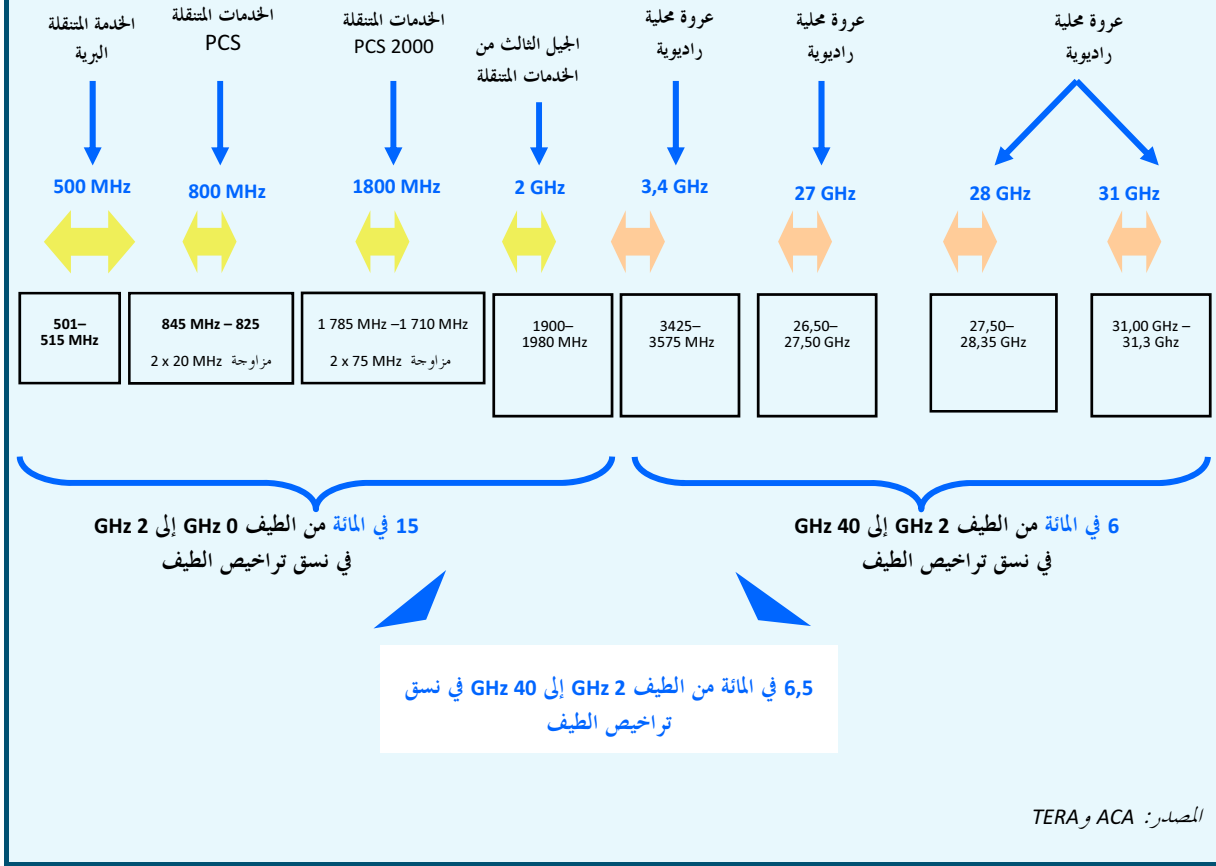 الخدمة المتنقلة
البرية
الخدمات المتنقلة
PCS
الخدمات المتنقلة
PCS 2000
الجيل الثالث من
الخدمات المتنقلة
عروة محلية
راديوية
عروة محلية
راديوية
عروة محلية
راديوية
500 MHz
800 MHz
1800 MHz
2 GHz
3,4 GHz
27 GHz
28 GHz
31 GHz
501–
515 MHz
845 MHz – 825
2 x 20 MHz مزاوجة
1 785 MHz –1 710 MHz
2 x 75 MHz مزاوجة
1900–
1980 MHz
3425–
3575 MHz
26,50–
27,50 GHz
27,50–
28,35 GHz
31,00 GHz –
31,3 Ghz
15 في المائة من الطيف 0 GHz إلى 2 GHz
في نسق تراخيص الطيف
6 في المائة من الطيف 2 GHz إلى 40 GHz
في نسق تراخيص الطيف
6,5 في المائة من الطيف 2 GHz إلى 40 GHz في نسق
تراخيص الطيف
المصدر: ACA و TERA